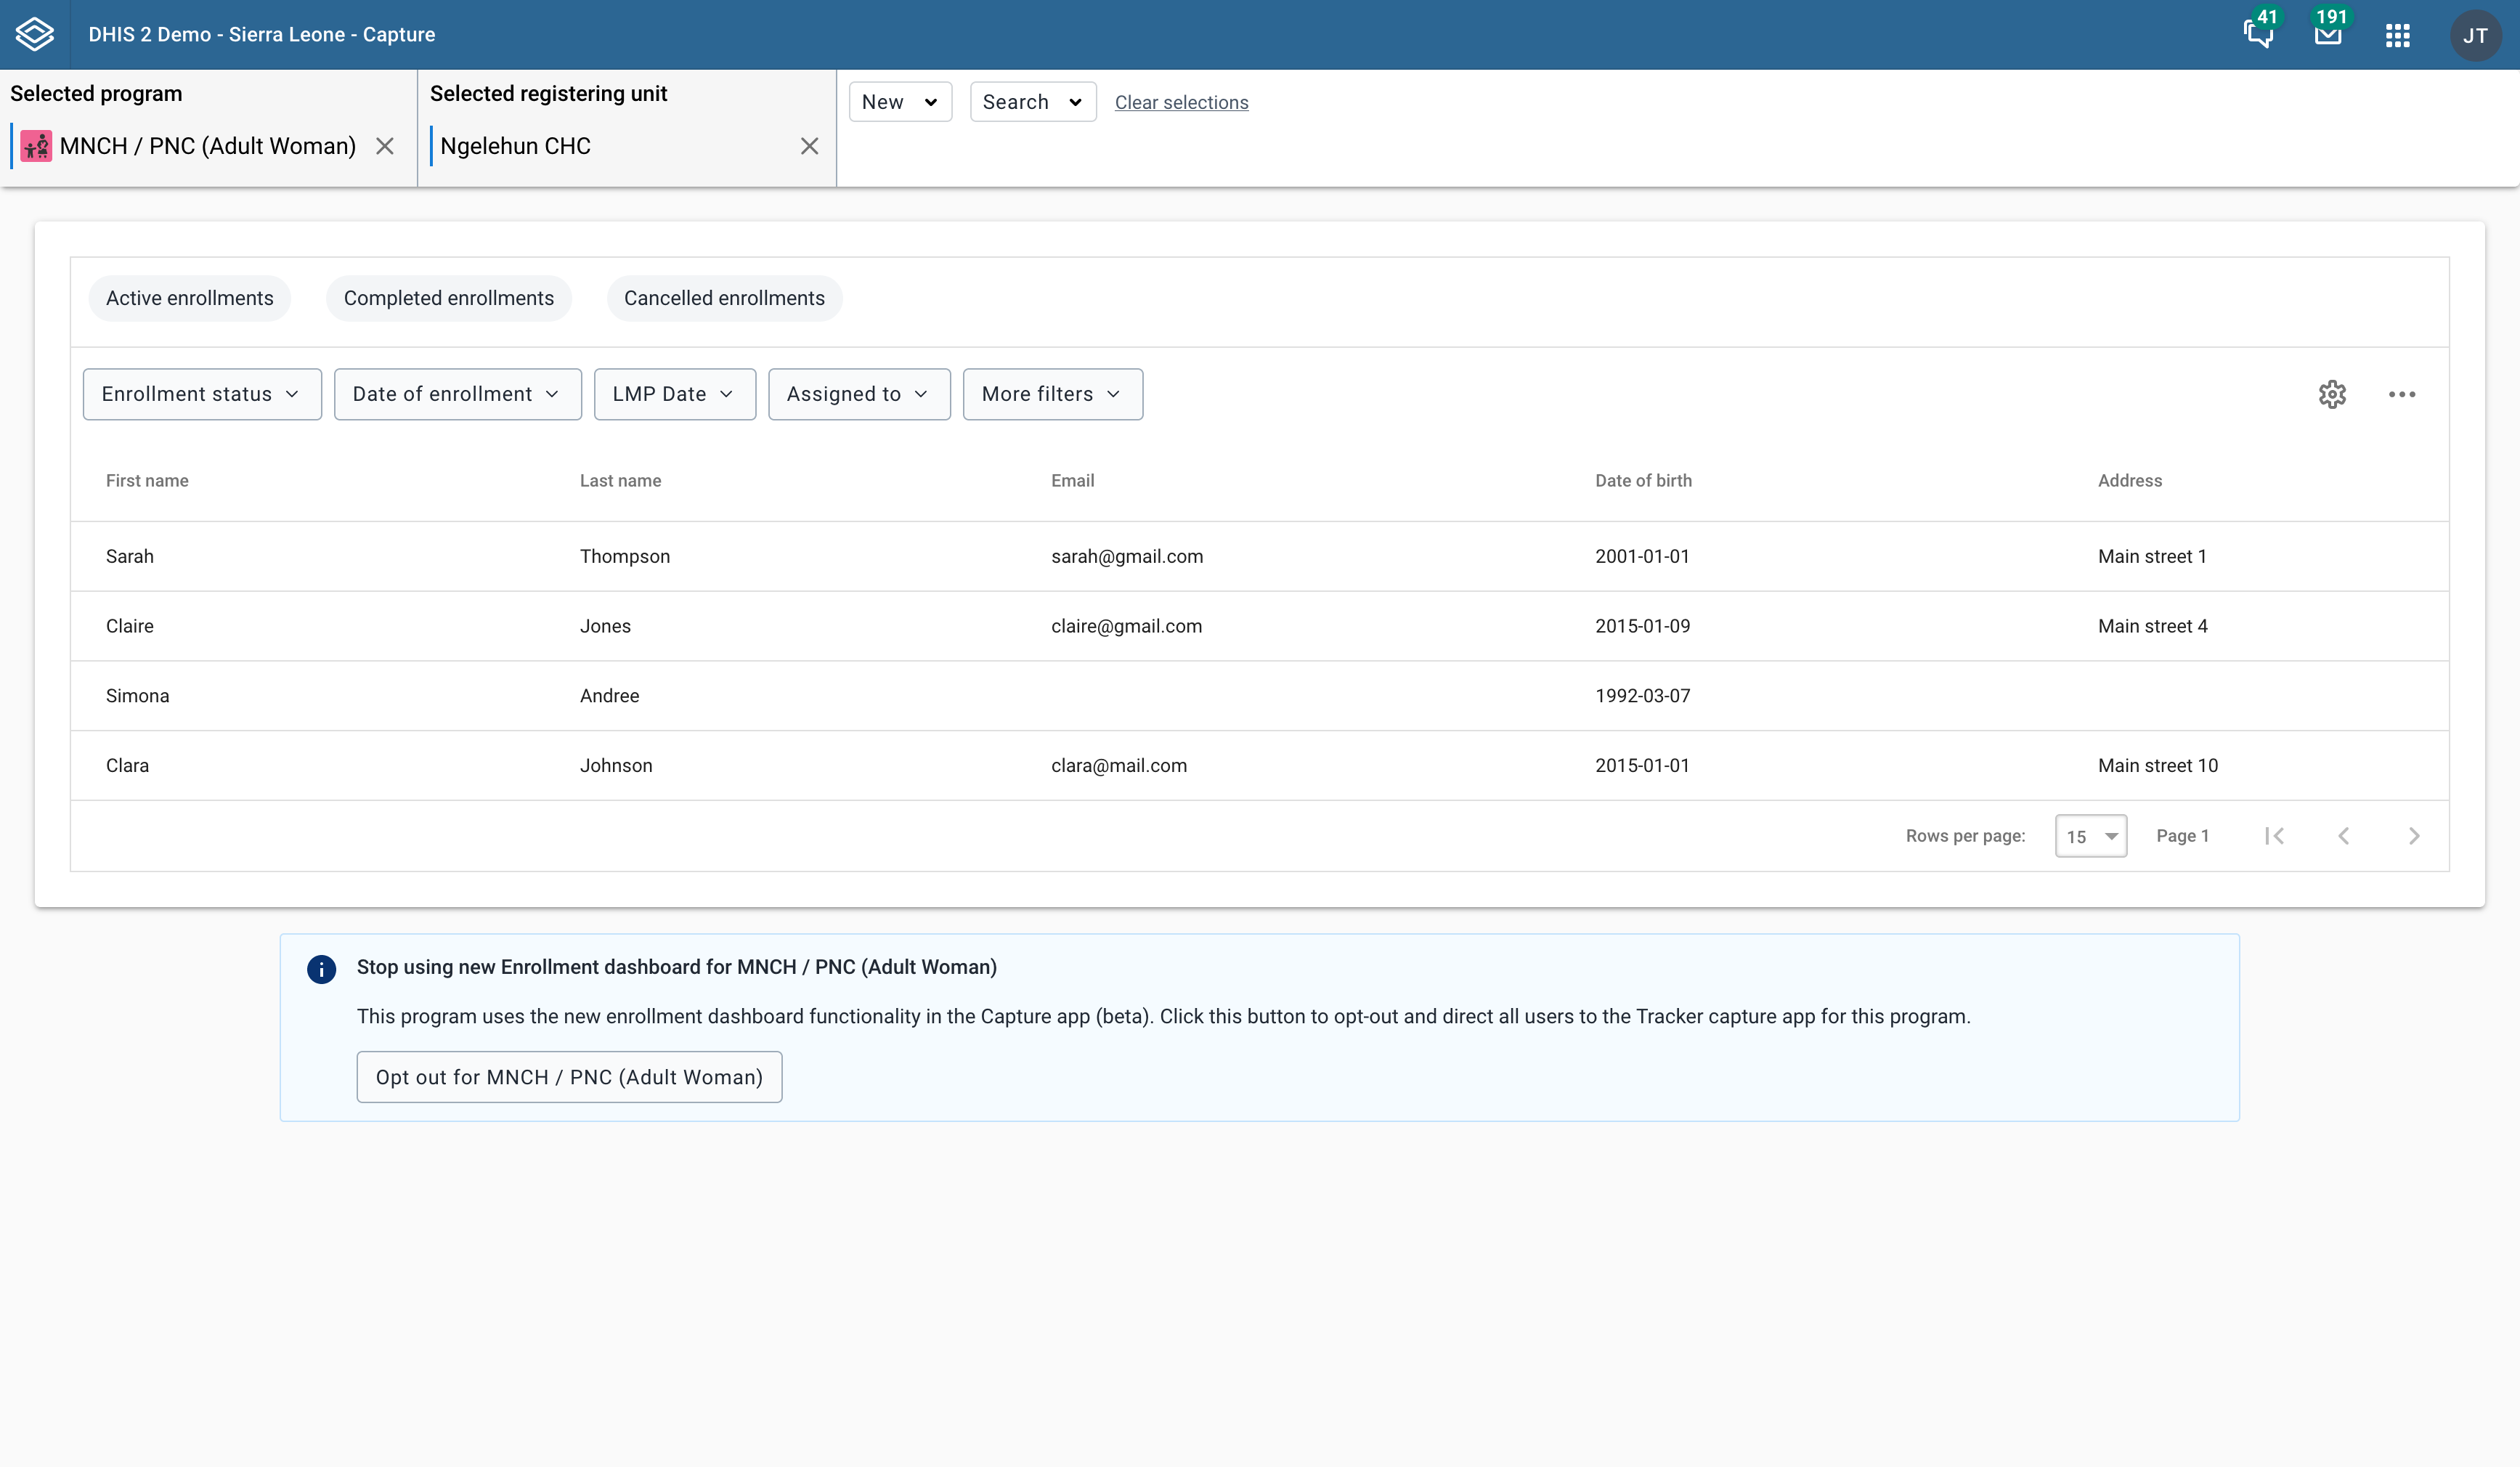 DHIS 2 Demo - Sierra Leone - Capture
41
191
JT
Selected program
MNCH / PNC (Adult Woman)
Selected registering unit
Ngelehun CHC
New
Search
Clear selections
Active enrollments
Completed enrollments
Cancelled enrollments
Enrollment status
Date of enrollment
LMP Date
Assigned to
More filters
First name Last name Email Date of birth Address
Sarah Thompson sarah@gmail.com 2001-01-01 Main street 1
Claire Jones claire@gmail.com 2015-01-09 Main street 4
Simona Andree 1992-03-07
Clara Johnson clara@mail.com 2015-01-01 Main street 10
Rows per page: 15 Page 1
Stop using new Enrollment dashboard for MNCH / PNC (Adult Woman)
This program uses the new enrollment dashboard functionality in the Capture app (beta). Click this button to opt-out and direct all users to the Tracker capture app for this program.
Opt out for MNCH / PNC (Adult Woman)